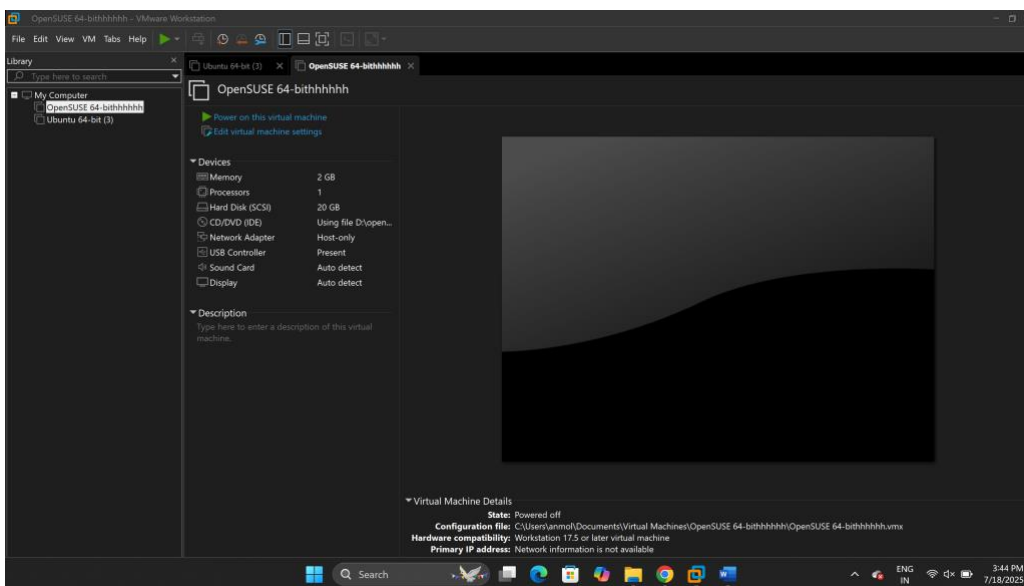 OpenSUSE 64-bithhhhhh - VMware Workstation
File Edit View VM Tabs Help
Library
Type here to search
My Computer
OpenSUSE 64-bithhhhhh
Ubuntu 64-bit (3)
Ubuntu 64-bit (3)
OpenSUSE 64-bithhhhhh
OpenSUSE 64-bithhhhhh
Power on this virtual machine
Edit virtual machine settings
Devices
Memory 2 GB
Processors 1
Hard Disk (SCSI) 20 GB
CD/DVD (IDE) Using file D:\open...
Network Adapter Host-only
USB Controller Present
Sound Card Auto detect
Display Auto detect
Description
Type here to enter a description of this virtual
machine.
Virtual Machine Details
State: Powered off
Configuration file: C:\Users\anmol\Documents\Virtual Machines\OpenSUSE 64-bithhhhhh\OpenSUSE 64-bithhhhhh.vmx
Hardware compatibility: Workstation 17.5 or later virtual machine
Primary IP address: Network information is not available
Search
ENG
IN
3:44 PM
7/18/2025